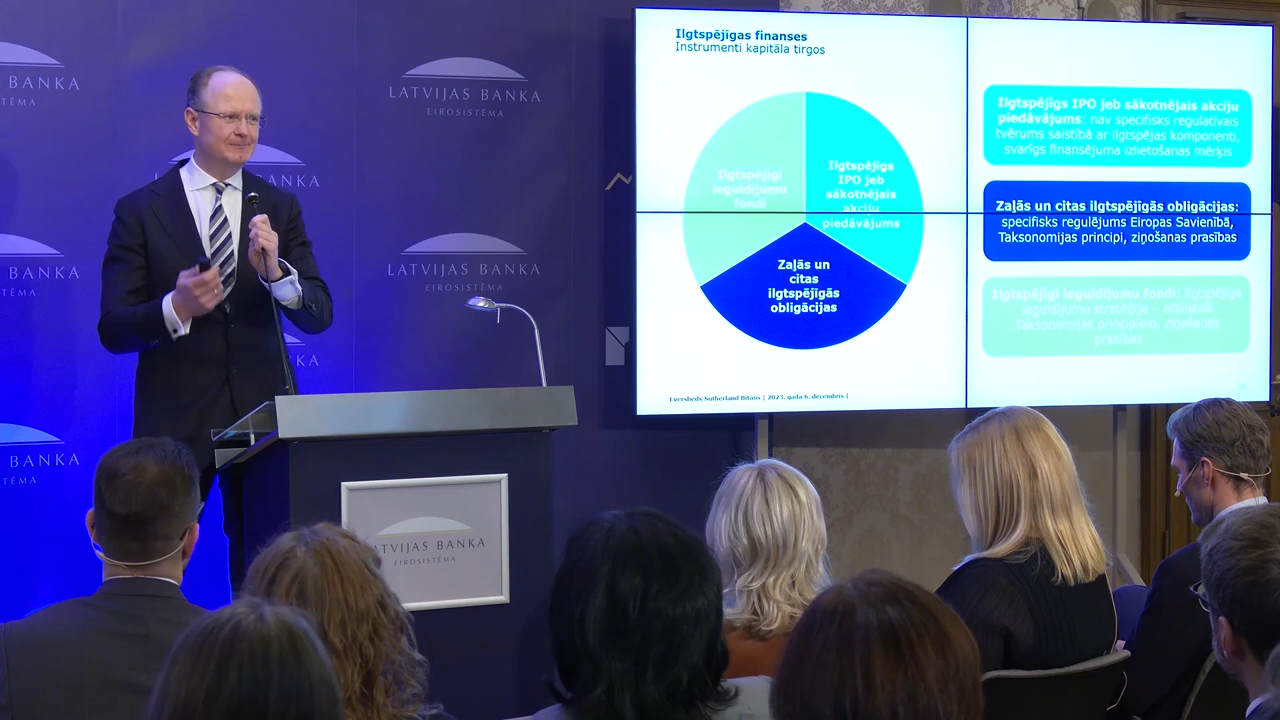 BANKA
LATVIJAS BANKA
EIROSISTĒMA
BANKA
LATVIJAS BANKA
EIROSISTĒMA
BANKA
LATVIJAS BANKA
EIROSISTĒMA
Ilgtspējīgas finanses
Instrumenti kapitāla tirgos
Ilgtspējīgi
ieguldījumu
fondi
Ilgtspējīgs
IPO jeb
sākotnējais
akciju
piedāvājums
Zaļās un
citas
ilgtspējīgās
obligācijas
Ilgtspējīgs IPO jeb sākotnējais akciju
piedāvājums: nav specifisks regulatīvais
tvērums saistībā ar ilgtspējas komponenti,
svarīgs finansējuma izlietošanas mērķis
Zaļās un citas ilgtspējīgās obligācijas:
specifisks regulējums Eiropas Savienībā,
Taksonomijas principi, ziņošanas prasības
Ilgtspējīgi ieguldījumu fondi: ilgtspējīga
ieguldījumu stratēģija –
Taksonomijas principiem, ziņošanas
prasības
Eversheds Sutherland Bitāns | 2023. gada 6. decembris |